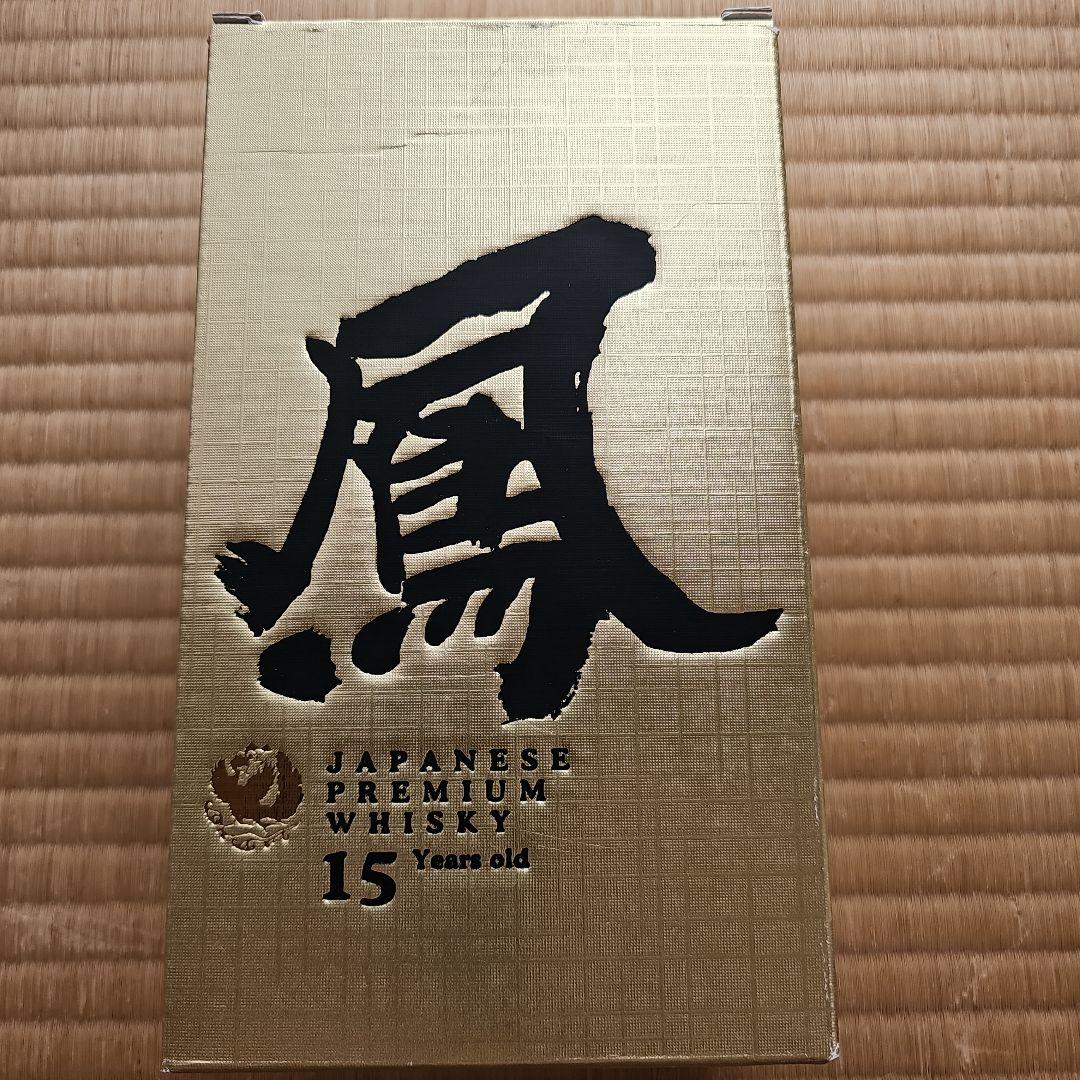 鳳
JAPANESE
PREMIUM
WHISKY
15 Years old